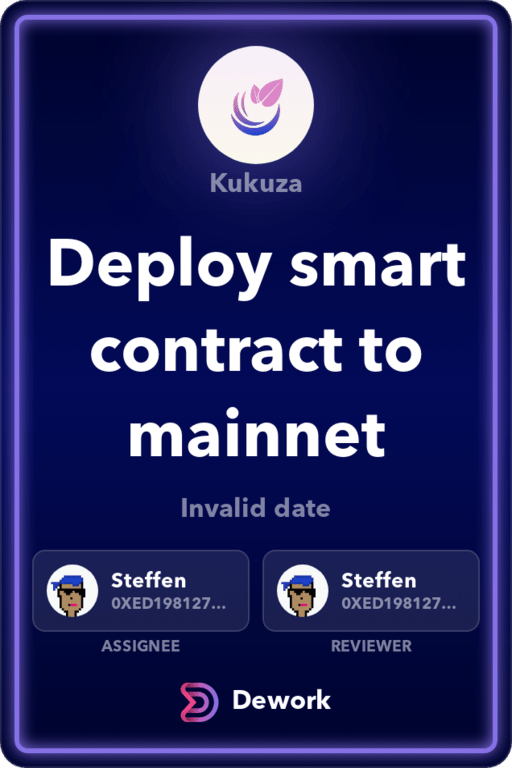 Kukuza
Deploy smart
contract to
mainnet
Invalid date
Steffen
0XED198127...
ASSIGNEE
Steffen
0XED198127...
REVIEWER
Dework